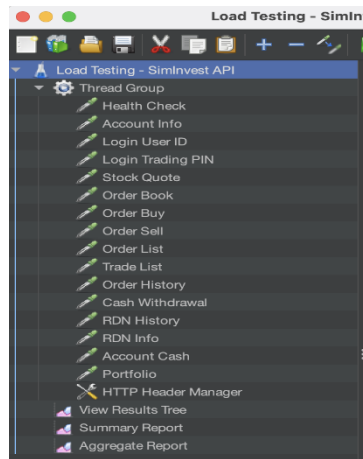 Load Testing - SimIn
Load Testing - SimInvest API
Thread Group
Health Check
Account Info
Login User ID
Login Trading PIN
Stock Quote
Order Book
Order Buy
Order Sell
Order List
Trade List
Order History
Cash Withdrawal
RDN History
RDN Info
Account Cash
Portfolio
HTTP Header Manager
View Results Tree
Summary Report
Aggregate Report